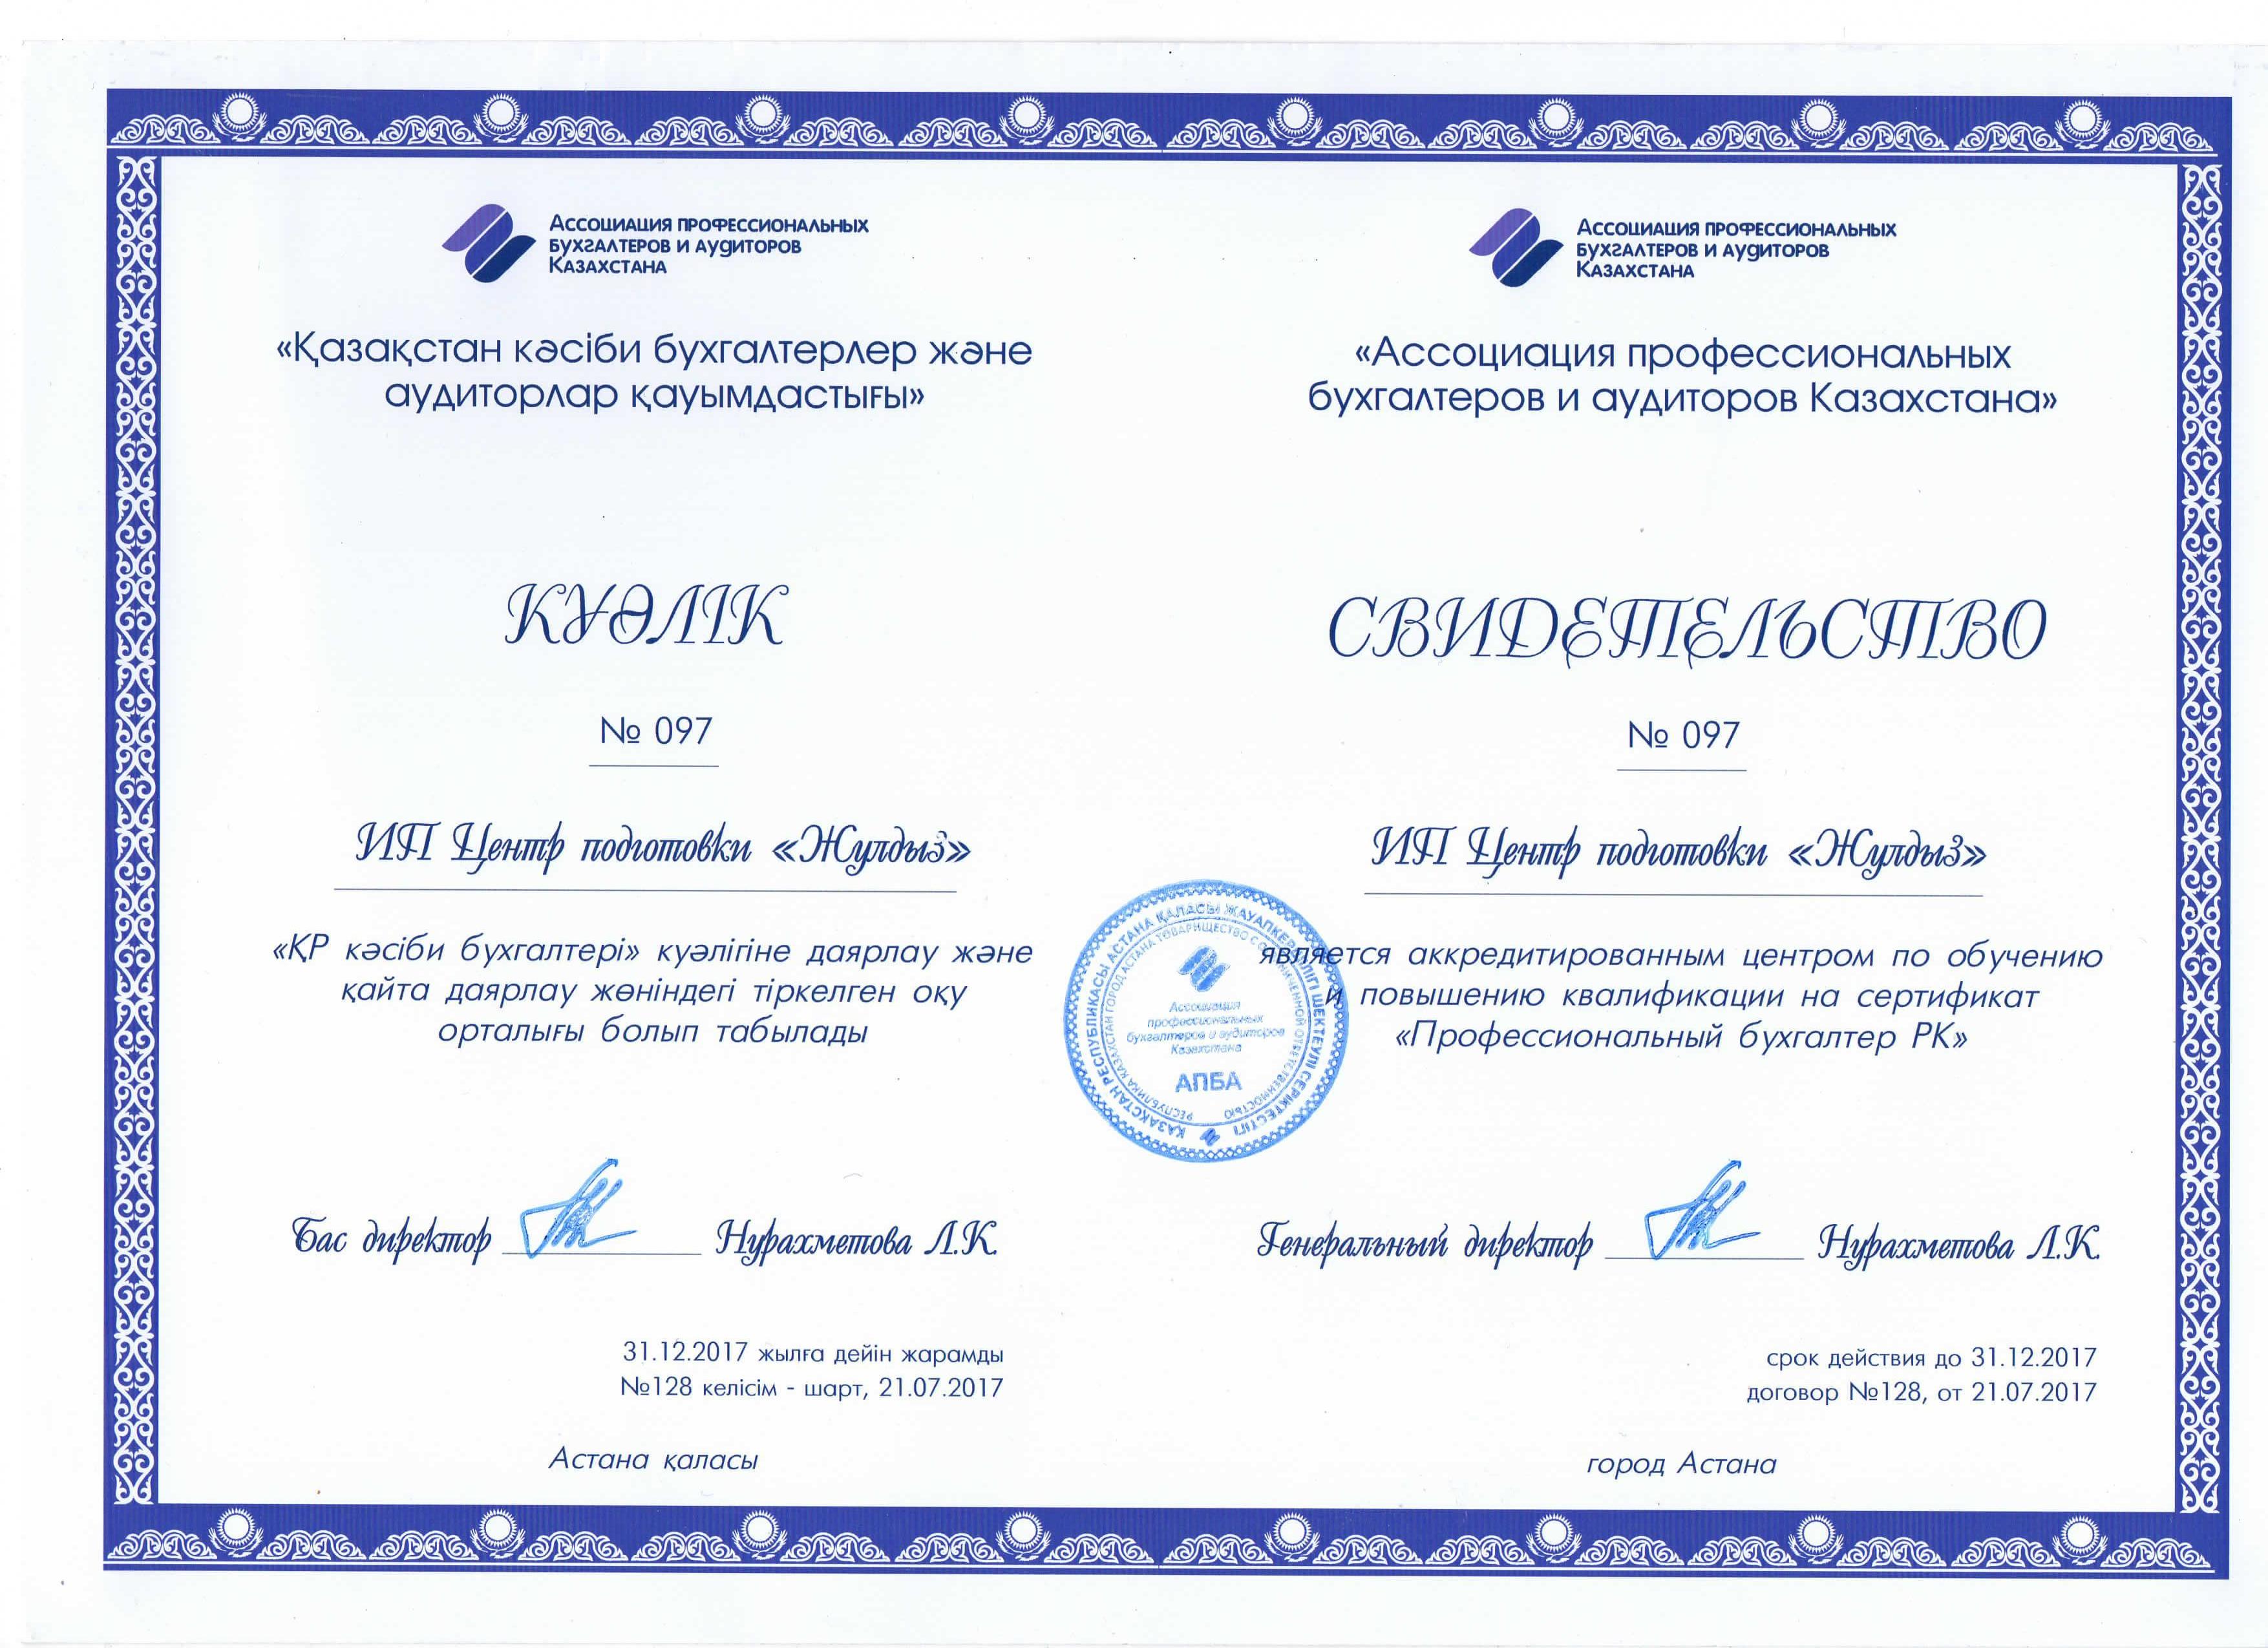 Ассоциация профессиональных
бухгалтеров и аудиторов
Казахстана
«Қазақстан кәсіби бухгалтерлер және
аудиторлар қауымдастығы»
КУӘЛІК
№ 097
ИП Центр подготовки «Жулдыз»
«ҚР кәсіби бухгалтері» куәлігіне даярлау және
қайта даярлау жөніндегі тіркелген оқу
орталығы болып табылады
Бас директор Нурахметова Л.К.
31.12.2017 жылға дейін жарамды
№128 келісім - шарт, 21.07.2017
Астана қаласы
Ассоциация профессиональных
бухгалтеров и аудиторов
Казахстана
«Ассоциация профессиональных
бухгалтеров и аудиторов Казахстана»
СВИДЕТЕЛЬСТВО
№ 097
ИП Центр подготовки «Жулдыз»
является аккредитированным центром по обучению
и повышению квалификации на сертификат
«Профессиональный бухгалтер РК»
Генеральный директор Нурахметова Л.К.
срок действия до 31.12.2017
договор №128, от 21.07.2017
город Астана
ҚАЗАҚСТАН РЕСПУБЛИКАСЫ АСТАНА ҚАЛАСЫ ЖАУАПКЕРШІЛІГІ ШЕКТЕУЛІ СЕРІКТЕСТІГІ
РЕСПУБЛИКА КАЗАХСТАН ГОРОД АСТАНА ТОВАРИЩЕСТВО С ОГРАНИЧЕННОЙ ОТВЕТСТВЕННОСТЬЮ
Ассоциация
профессиональных
бухгалтеров и аудиторов
Казахстана
АПБА